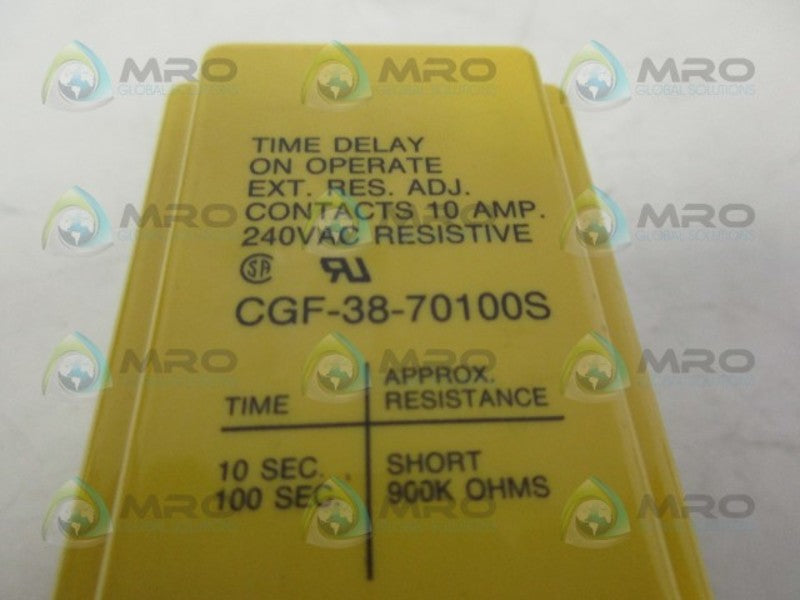 MRO GLOBAL SOLUTIONS
TIME DELAY
ON OPERATE
EXT. RES. ADJ.
CONTACTS 10 AMP.
240VAC RESISTIVE
CGF-38-70100S
TIME
APPROX.
RESISTANCE
10 SEC.
SHORT
100 SEC.
900K OHMS